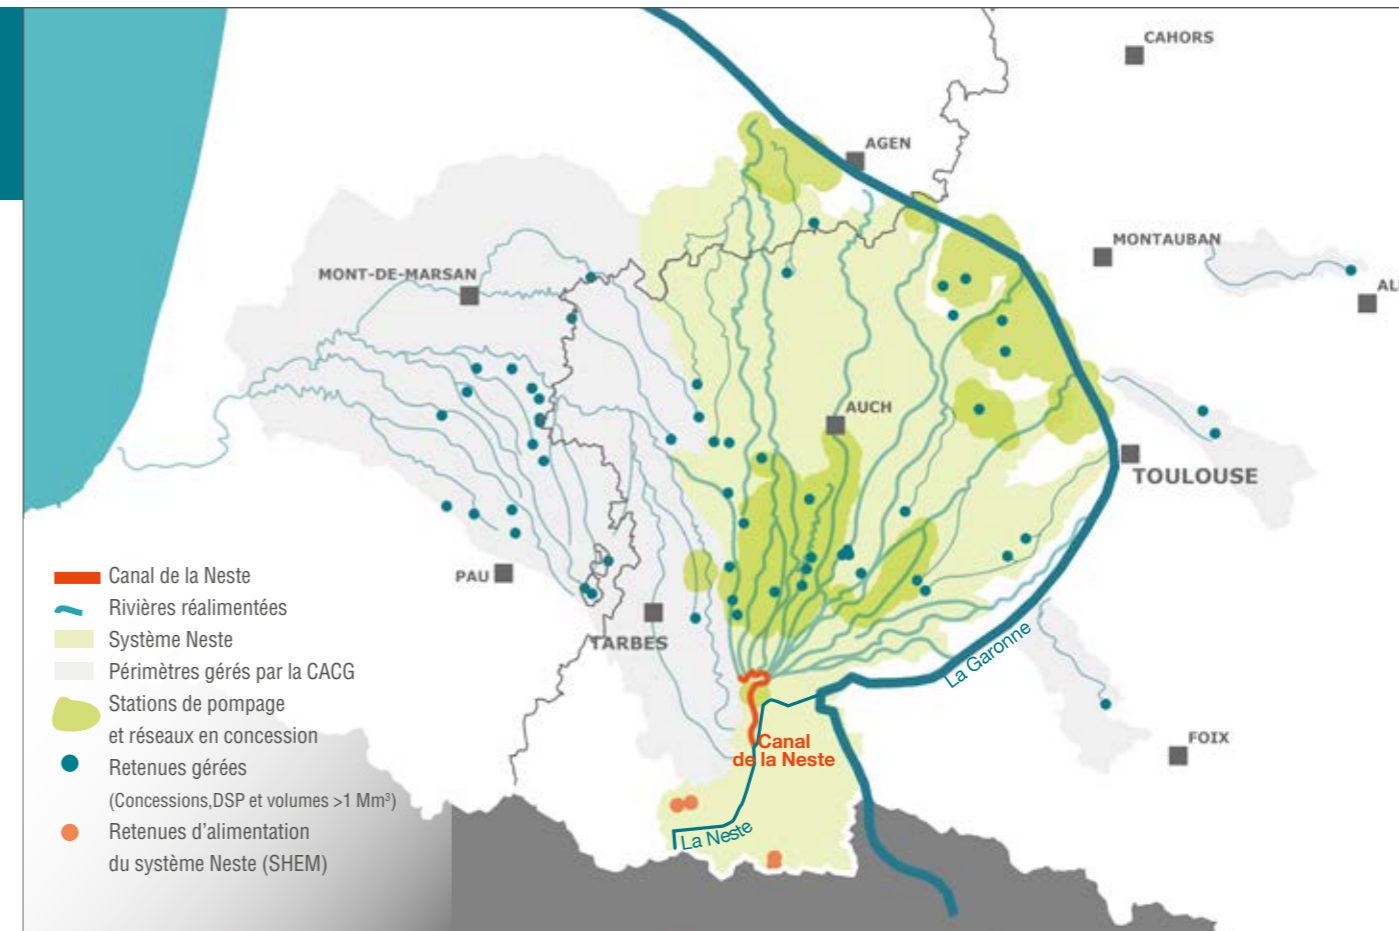 CAHORS
AGEN
MONTAUBAN
MONT-DE-MARSAN
AL
AUCH
TOULOUSE
PAU
TARBES
La Garonne
FOIX
Canal
de la Neste
La Neste
Canal de la Neste
Rivières réalimentées
Système Neste
Périmètres gérés par la CACG
Stations de pompage
et réseaux en concession
Retenues gérées
(Concessions,DSP et volumes >1 Mm³)
Retenues d'alimentation
du système Neste (SHEM)